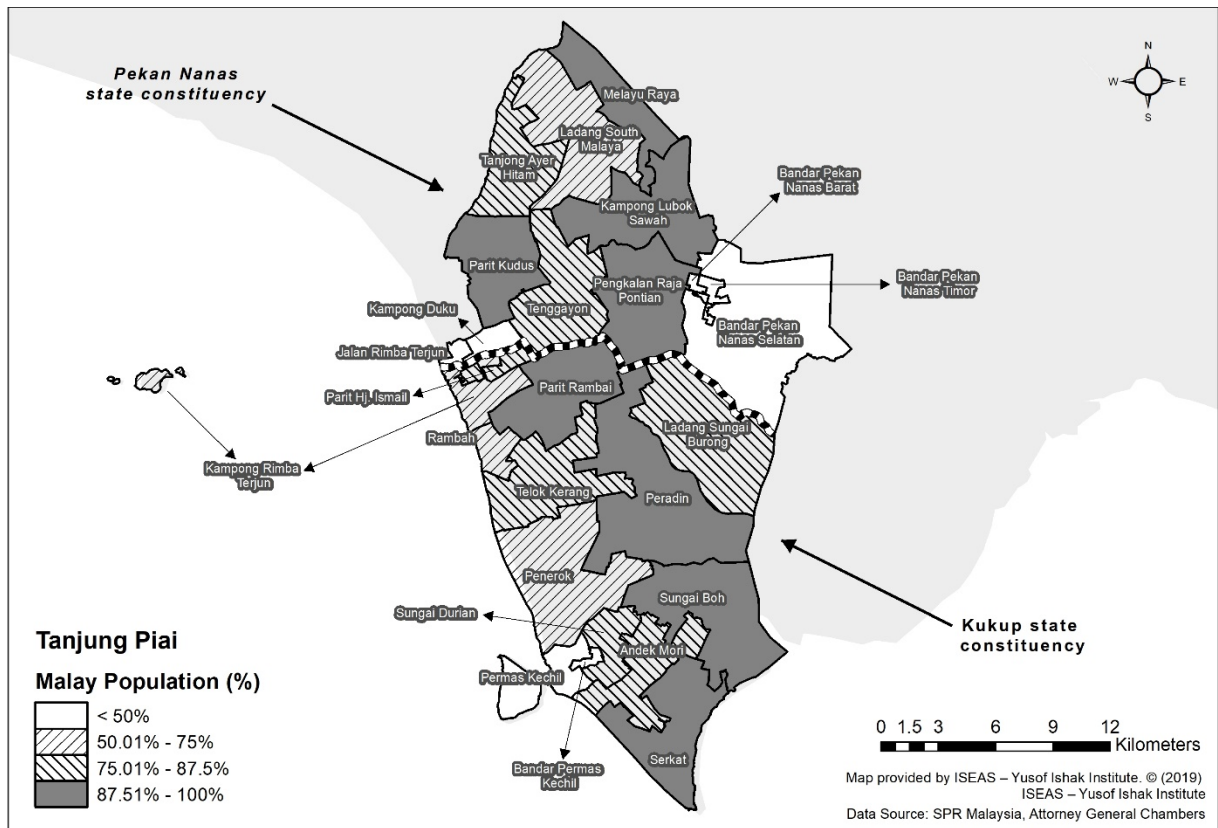 Pekan Nanas
state constituency
N
W
E
S
Melayu Raya
Ladang South
Malaya
Tanjong Ayer
Hitam
Bandar Pekan
Nanas Barat
Kampong Lubok
Sawah
Parit Kudus
Pengkalan Raja
Pontian
Bandar Pekan
Nanas Timor
Kampong Duku
Tenggayon
Bandar Pekan
Nanas Selatan
Jalan Rimba Terjun
Parit Hj. Ismail
Parit Rambai
Rambah
Ladang Sungai
Burong
Kampong Rimba
Terjun
Telok Kerang
Peradin
Penerok
Sungai Boh
Sungai Durian
Andek Mori
Kukup state
constituency
Permas Kechil
Serkat
Bandar Permas
Kechil
Tanjung Piai
Malay Population (%)
< 50%
50.01% - 75%
75.01% - 87.5%
87.51% - 100%
0 1.5 3 6 9 12
Kilometers
Map provided by ISEAS – Yusof Ishak Institute. © (2019)
ISEAS – Yusof Ishak Institute
Data Source: SPR Malaysia, Attorney General Chambers